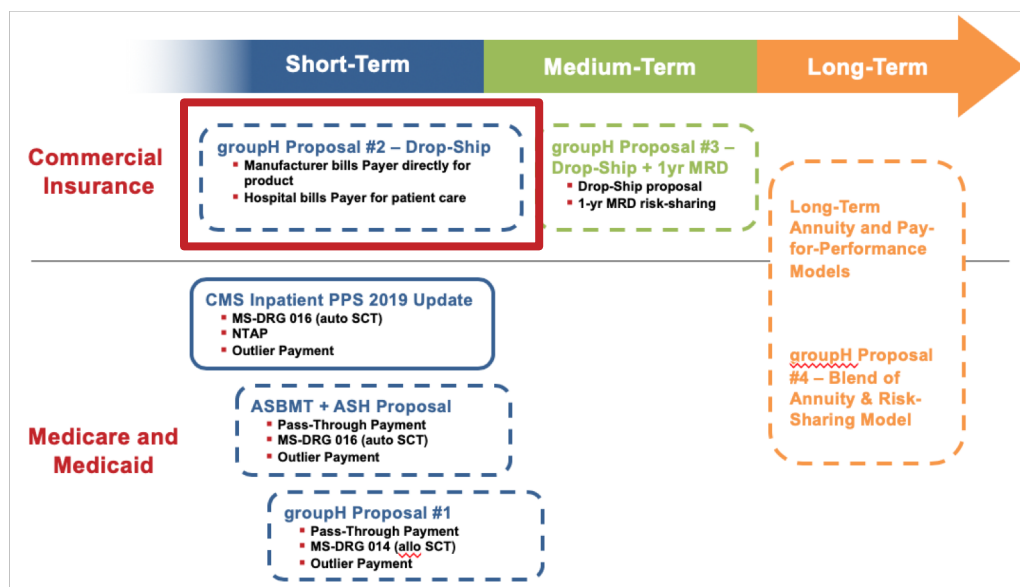 Short-Term
Medium-Term
Long-Term
Commercial
Insurance
groupH Proposal #2 – Drop-Ship
▪ Manufacturer bills Payer directly for
product
▪ Hospital bills Payer for patient care
groupH Proposal #3 –
Drop-Ship + 1yr MRD
▪ Drop-Ship proposal
▪ 1-yr MRD risk-sharing
Long-Term
Annuity and Pay-
for-Performance
Models
groupH Proposal
#4 – Blend of
Annuity & Risk-
Sharing Model
Medicare and
Medicaid
CMS Inpatient PPS 2019 Update
▪ MS-DRG 016 (auto SCT)
▪ NTAP
▪ Outlier Payment
ASBMT + ASH Proposal
▪ Pass-Through Payment
▪ MS-DRG 016 (auto SCT)
▪ Outlier Payment
groupH Proposal #1
▪ Pass-Through Payment
▪ MS-DRG 014 (allo SCT)
▪ Outlier Payment